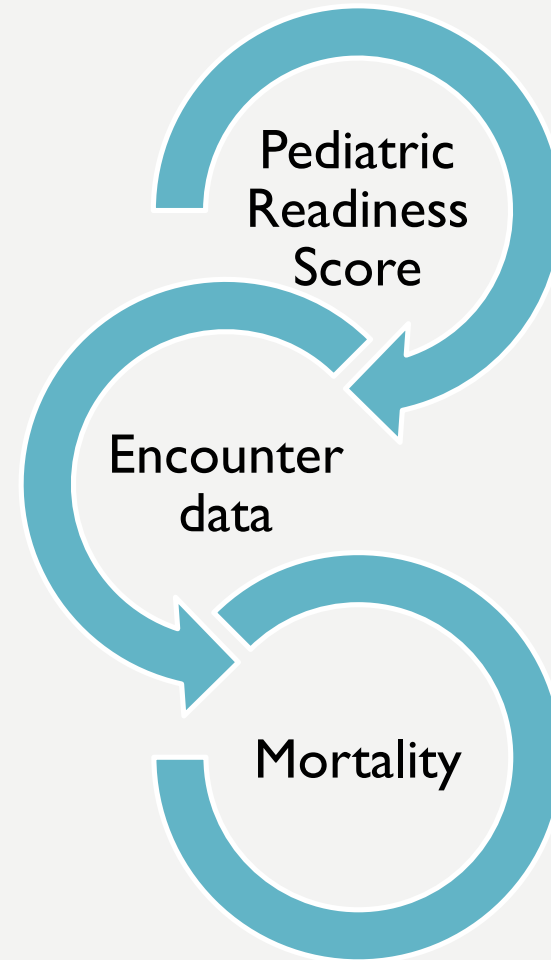 Pediatric
Readiness
Score
Encounter
data
Mortality